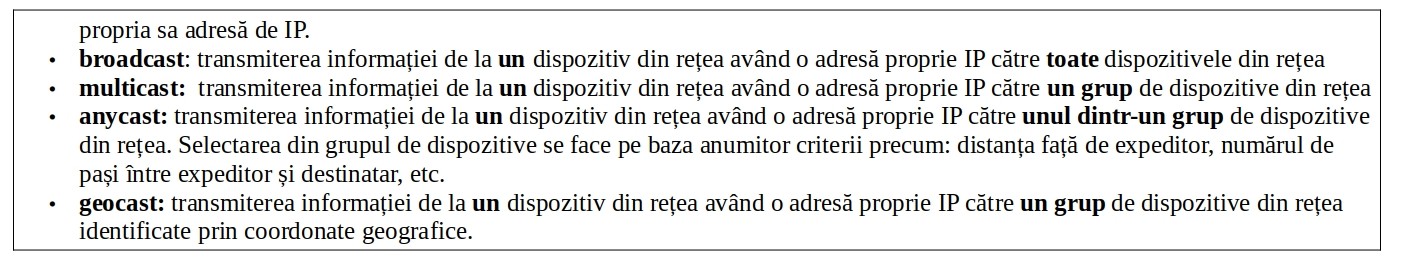 propria sa adresă de IP.
• broadcast: transmiterea informației de la un dispozitiv din rețea având o adresă proprie IP către toate dispozitivele din rețea
• multicast: transmiterea informației de la un dispozitiv din rețea având o adresă proprie IP către un grup de dispozitive din rețea
• anycast: transmiterea informației de la un dispozitiv din rețea având o adresă proprie IP către unul dintr-un grup de dispozitive
din rețea. Selectarea din grupul de dispozitive se face pe baza anumitor criterii precum: distanța față de expeditor, numărul de
pași între expeditor și destinatar, etc.
• geocast: transmiterea informației de la un dispozitiv din rețea având o adresă proprie IP către un grup de dispozitive din rețea
identificate prin coordonate geografice.